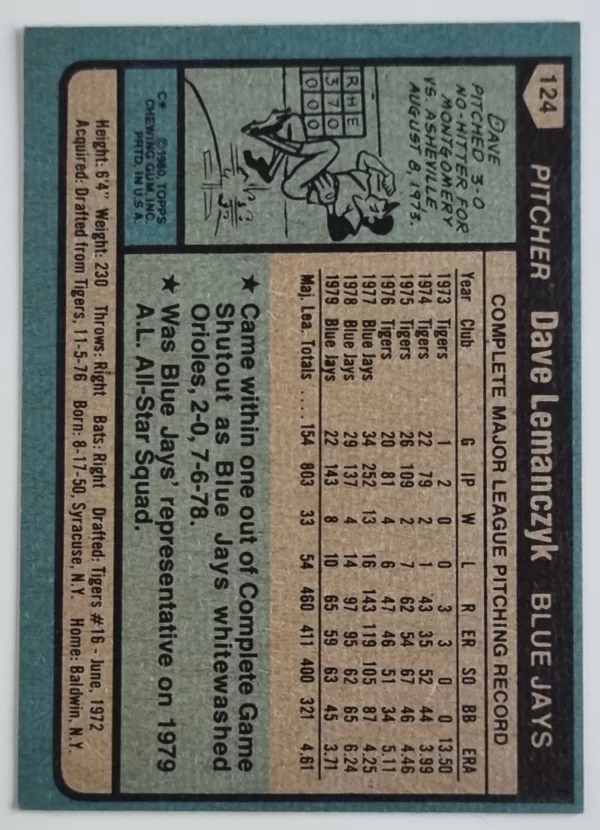 124
PITCHER Dave Lemanczyk BLUE JAYS
DAVE
PITCHED 3-0
NO-HITTER FOR
MONTGOMERY
VS. ASHEVILLE
AUGUST 8, 1973.
R H E
3 7 0
0 0 0
C* ©1980, TOPPS
CHEWING GUM, INC.
PRTD. IN U.S.A.
COMPLETE MAJOR LEAGUE PITCHING RECORD
Year Club G IP W L R ER SO BB ERA
1973 Tigers 1 2 0 0 3 3 0 0 13.50
1974 Tigers 22 79 2 1 43 35 52 44 3.99
1975 Tigers 26 109 2 7 62 54 67 46 4.46
1976 Tigers 20 81 4 6 47 46 51 34 5.11
1977 Blue Jays 34 252 13 16 143 119 105 87 4.25
1978 Blue Jays 29 137 4 14 97 95 62 65 6.24
1979 Blue Jays 22 143 8 10 65 59 63 45 3.71
Maj. Lea. Totals ..... 154 803 33 54 460 411 400 321 4.61
★ Came within one out of Complete Game
Shutout as Blue Jays whitewashed
Orioles, 2-0, 7-6-78.
★ Was Blue Jays' representative on 1979
A.L. All-Star Squad.
Height: 6'4" Weight: 230 Throws: Right Bats: Right Drafted: Tigers #16 - June, 1972
Acquired: Drafted from Tigers, 11-5-76 Born: 8-17-50, Syracuse, N.Y. Home: Baldwin, N.Y.